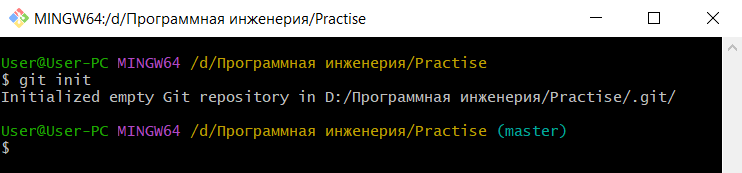 MINGW64:/d/Программная инженерия/Practise
User@User-PC MINGW64 /d/Программная инженерия/Practise
$ git init
Initialized empty Git repository in D:/Программная инженерия/Practise/.git/
User@User-PC MINGW64 /d/Программная инженерия/Practise (master)
$